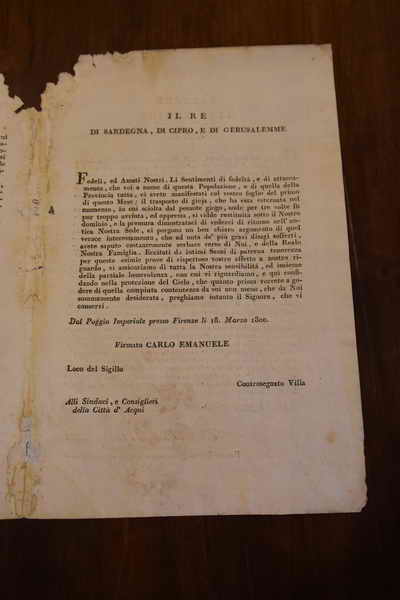 IL RE
DI SARDEGNA, DI CIPRO, E DI GERUSALEMME
Fedeli, ed Amati Nostri. Li Sentimenti di fedeltà, e di attacca-
mento, che voi a nome di questa Popolazione, e di quella della
Provincia tutta, ci avete manifestati col vostro foglio del primo
di questo Mese; il trasporto di gioja, che ha essa esternata nel
momento, in cui sciolta dal pesante giogo, onde per tre volte fù
pur troppo avvinta, ed oppressa, si vidde restituita sotto il Nostro
dominio, e la premura dimostrataci di vederci di ritorno nell' an-
tica Nostra Sede, ci porgono un ben chiaro argomento di quel
verace interessamento, che ad onta de' più gravi disagi sofferti,
avete saputo costantemente serbare verso di Noi, e della Reale
Nostra Famiglia. Eccitati da intimi Sensi di paterna tenerezza
per queste esimie prove di rispettoso vostro affetto a nostro ri-
guardo, vi assicuriamo di tutta la Nostra sensibilità, ed insieme
della parziale benevolenza, con cui vi riguardiamo, e qui confi-
dando nella protezione del Cielo, che quanto prima vorrete a go-
dere di quella compiuta contentezza da voi non meno, che da Noi
sommamente desiderata, preghiamo intanto il Signore, che vi
conservi.
Dal Poggio Imperiale presso Firenze li 18. Marzo 1800.
Firmato CARLO EMANUELE
Loco del Sigillo
Controsegnato Villa
Alli Sindaci, e Consiglieri
della Città d' Acqui